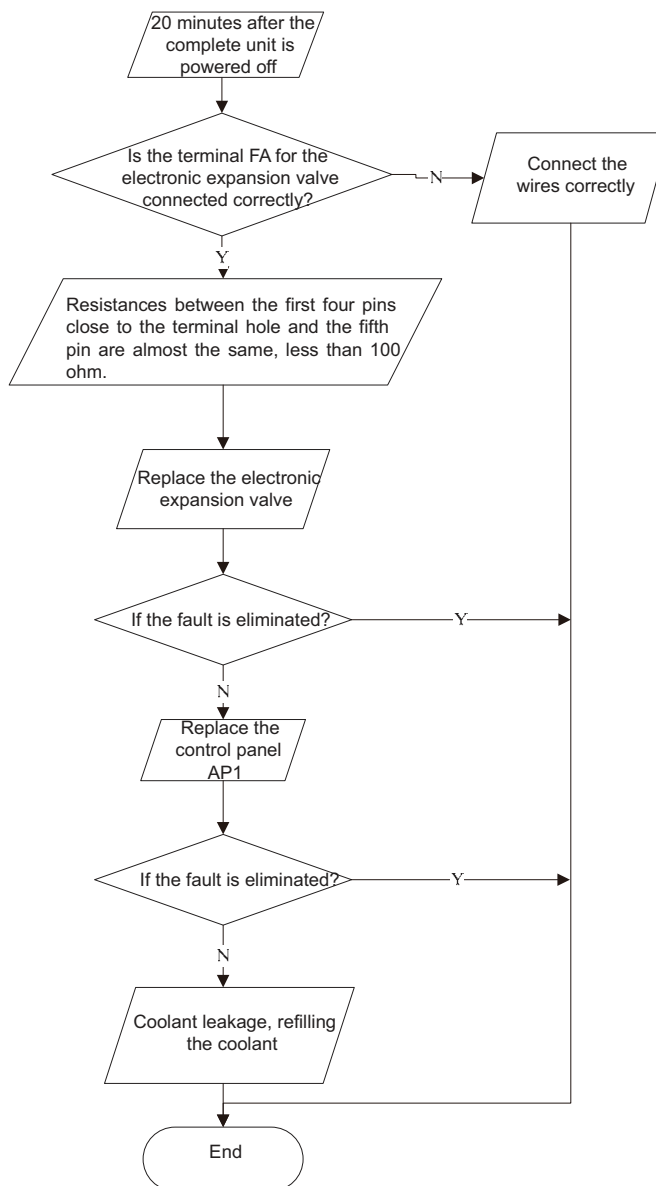 20 minutes after the
complete unit is
powered off
Is the terminal FA for the
electronic expansion valve
connected correctly?
N
Connect the
wires correctly
Y
Resistances between the first four pins
close to the terminal hole and the fifth
pin are almost the same, less than 100
ohm.
Replace the electronic
expansion valve
If the fault is eliminated?
Y
N
Replace the
control panel
AP1
If the fault is eliminated?
Y
N
Coolant leakage, refilling
the coolant
End